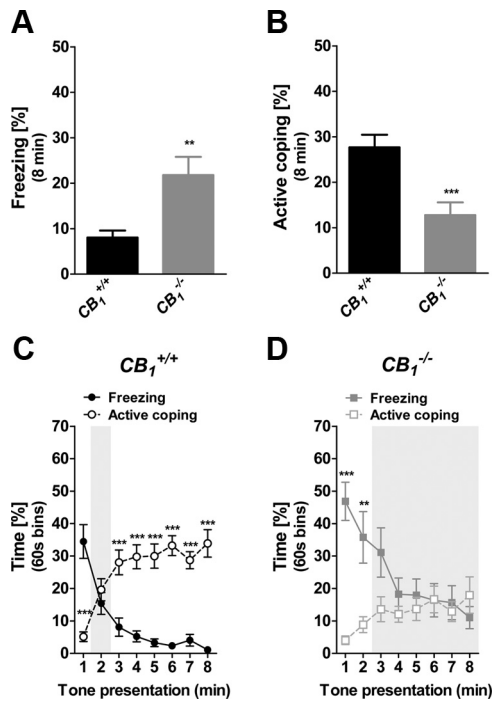 A
B
50
40
30
20
10
0
Freezing [%]
(8 min)
**
CB1+/+
CB1-/-
50
40
30
20
10
0
Active coping [%]
(8 min)
***
CB1+/+
CB1-/-
C
CB1+/+
Freezing
Active coping
70
60
50
40
30
20
10
0
Time [%]
(60s bins)
*** *** *** *** *** *** ***
1 2 3 4 5 6 7 8
Tone presentation (min)
D
CB1-/-
Freezing
Active coping
70
60
50
40
30
20
10
0
Time [%]
(60s bins)
*** **
1 2 3 4 5 6 7 8
Tone presentation (min)